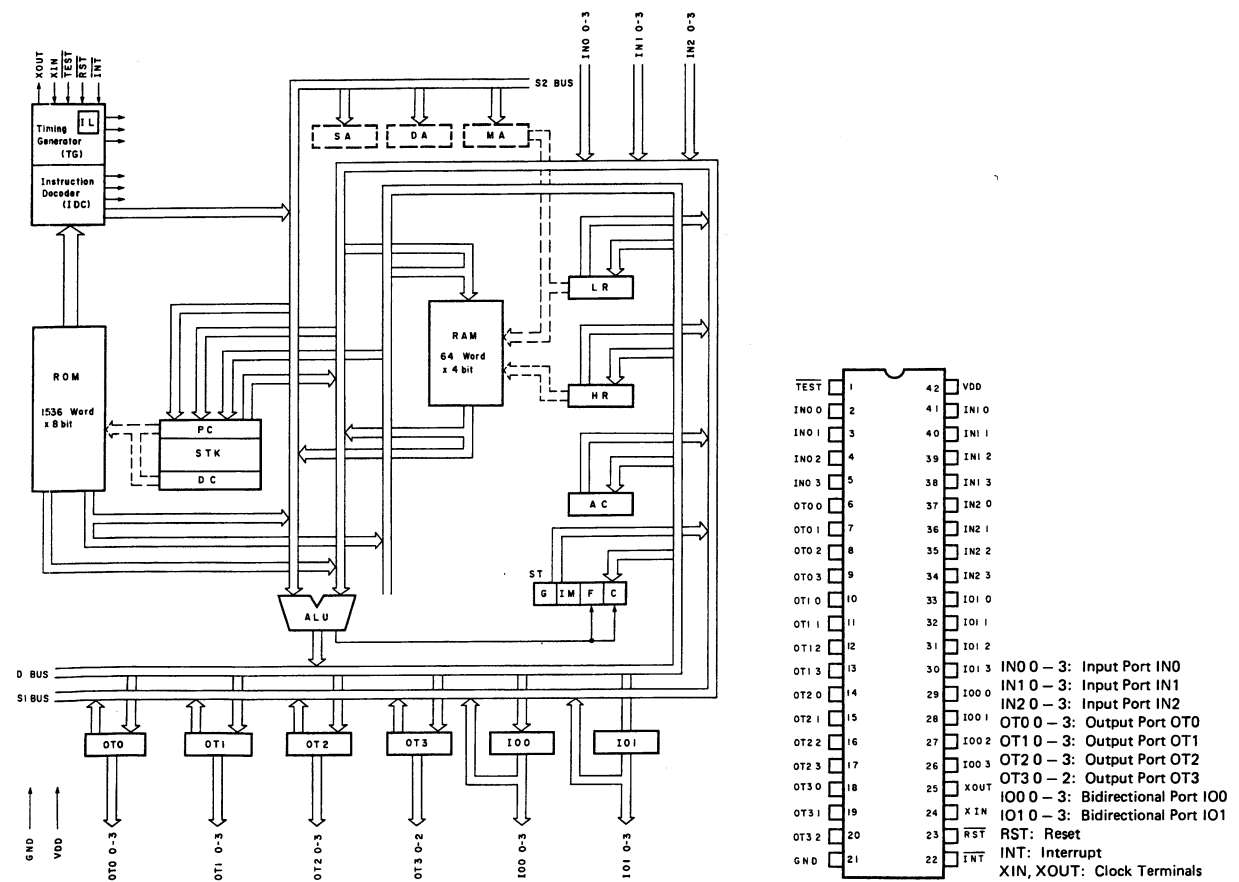 XOUT
XIN
TEST
RST
INT
IN0 0-3
IN1 0-3
IN2 0-3
S2 BUS
IL
Timing
Generator
(TG)
Instruction
Decoder
(IDC)
SA
DA
MA
LR
RAM
64 Word
x 4 bit
HR
ROM
1536 Word
x 8 bit
PC
STK
DC
AC
ST
G IM F C
ALU
D BUS
S1 BUS
OT0
OT1
OT2
OT3
IO0
IO1
GND
VDD
OT0 0-3
OT1 0-3
OT2 0-3
OT3 0-2
IO0 0-3
IO1 0-3
TEST 1 42 VDD
IN0 0 2 41 IN1 0
IN0 1 3 40 IN1 1
IN0 2 4 39 IN1 2
IN0 3 5 38 IN1 3
OT0 0 6 37 IN2 0
OT0 1 7 36 IN2 1
OT0 2 8 35 IN2 2
OT0 3 9 34 IN2 3
OT1 0 10 33 IO1 0
OT1 1 11 32 IO1 1
OT1 2 12 31 IO1 2
OT1 3 13 30 IO1 3
OT2 0 14 29 IO0 0
OT2 1 15 28 IO0 1
OT2 2 16 27 IO0 2
OT2 3 17 26 IO0 3
OT3 0 18 25 XOUT
OT3 1 19 24 XIN
OT3 2 20 23 RST
GND 21 22 INT
IN0 0 – 3: Input Port IN0
IN1 0 – 3: Input Port IN1
IN2 0 – 3: Input Port IN2
OT0 0 – 3: Output Port OT0
OT1 0 – 3: Output Port OT1
OT2 0 – 3: Output Port OT2
OT3 0 – 2: Output Port OT3
IO0 0 – 3: Bidirectional Port IO0
IO1 0 – 3: Bidirectional Port IO1
RST: Reset
INT: Interrupt
XIN, XOUT: Clock Terminals